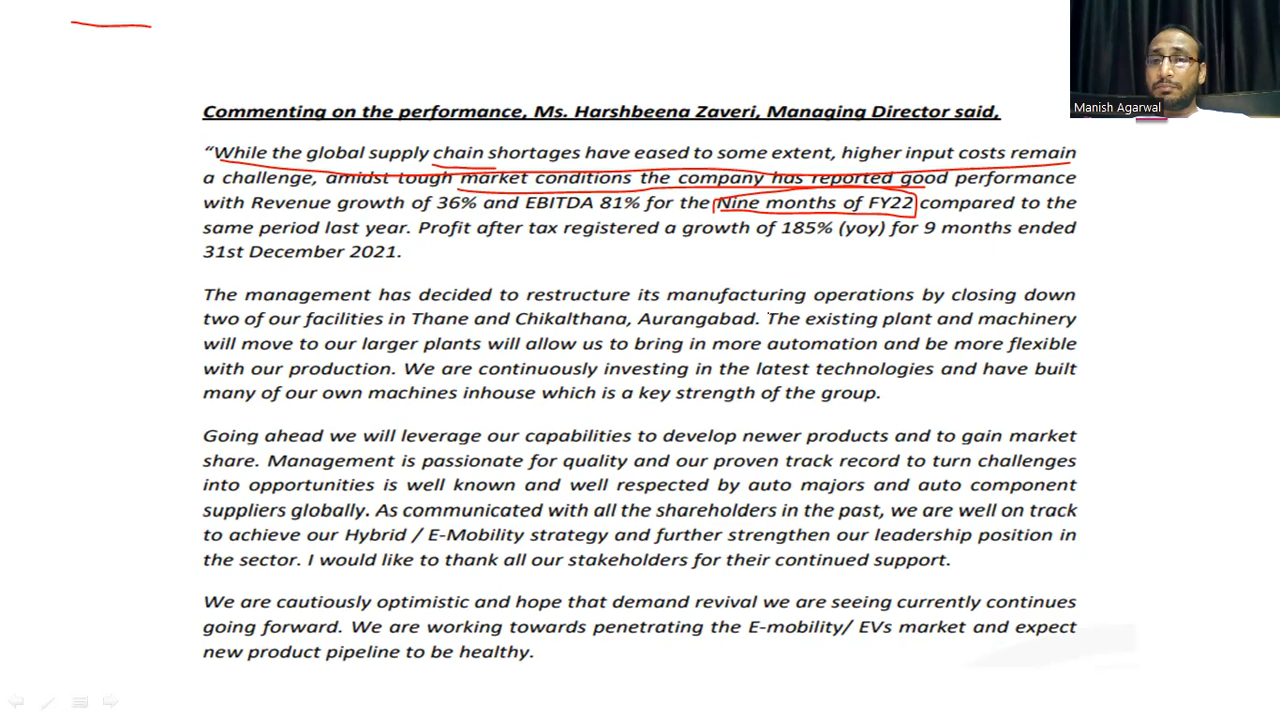 Commenting on the performance, Ms. Harshbeena Zaveri, Managing Director said,
Manish Agarwal
“While the global supply chain shortages have eased to some extent, higher input costs remain
a challenge, amidst tough market conditions the company has reported good performance
with Revenue growth of 36% and EBITDA 81% for the Nine months of FY22 compared to the
same period last year. Profit after tax registered a growth of 185% (yoy) for 9 months ended
31st December 2021.
The management has decided to restructure its manufacturing operations by closing down
two of our facilities in Thane and Chikalthana, Aurangabad. The existing plant and machinery
will move to our larger plants will allow us to bring in more automation and be more flexible
with our production. We are continuously investing in the latest technologies and have built
many of our own machines inhouse which is a key strength of the group.
Going ahead we will leverage our capabilities to develop newer products and to gain market
share. Management is passionate for quality and our proven track record to turn challenges
into opportunities is well known and well respected by auto majors and auto component
suppliers globally. As communicated with all the shareholders in the past, we are well on track
to achieve our Hybrid / E-Mobility strategy and further strengthen our leadership position in
the sector. I would like to thank all our stakeholders for their continued support.
We are cautiously optimistic and hope that demand revival we are seeing currently continues
going forward. We are working towards penetrating the E-mobility/ EVs market and expect
new product pipeline to be healthy.